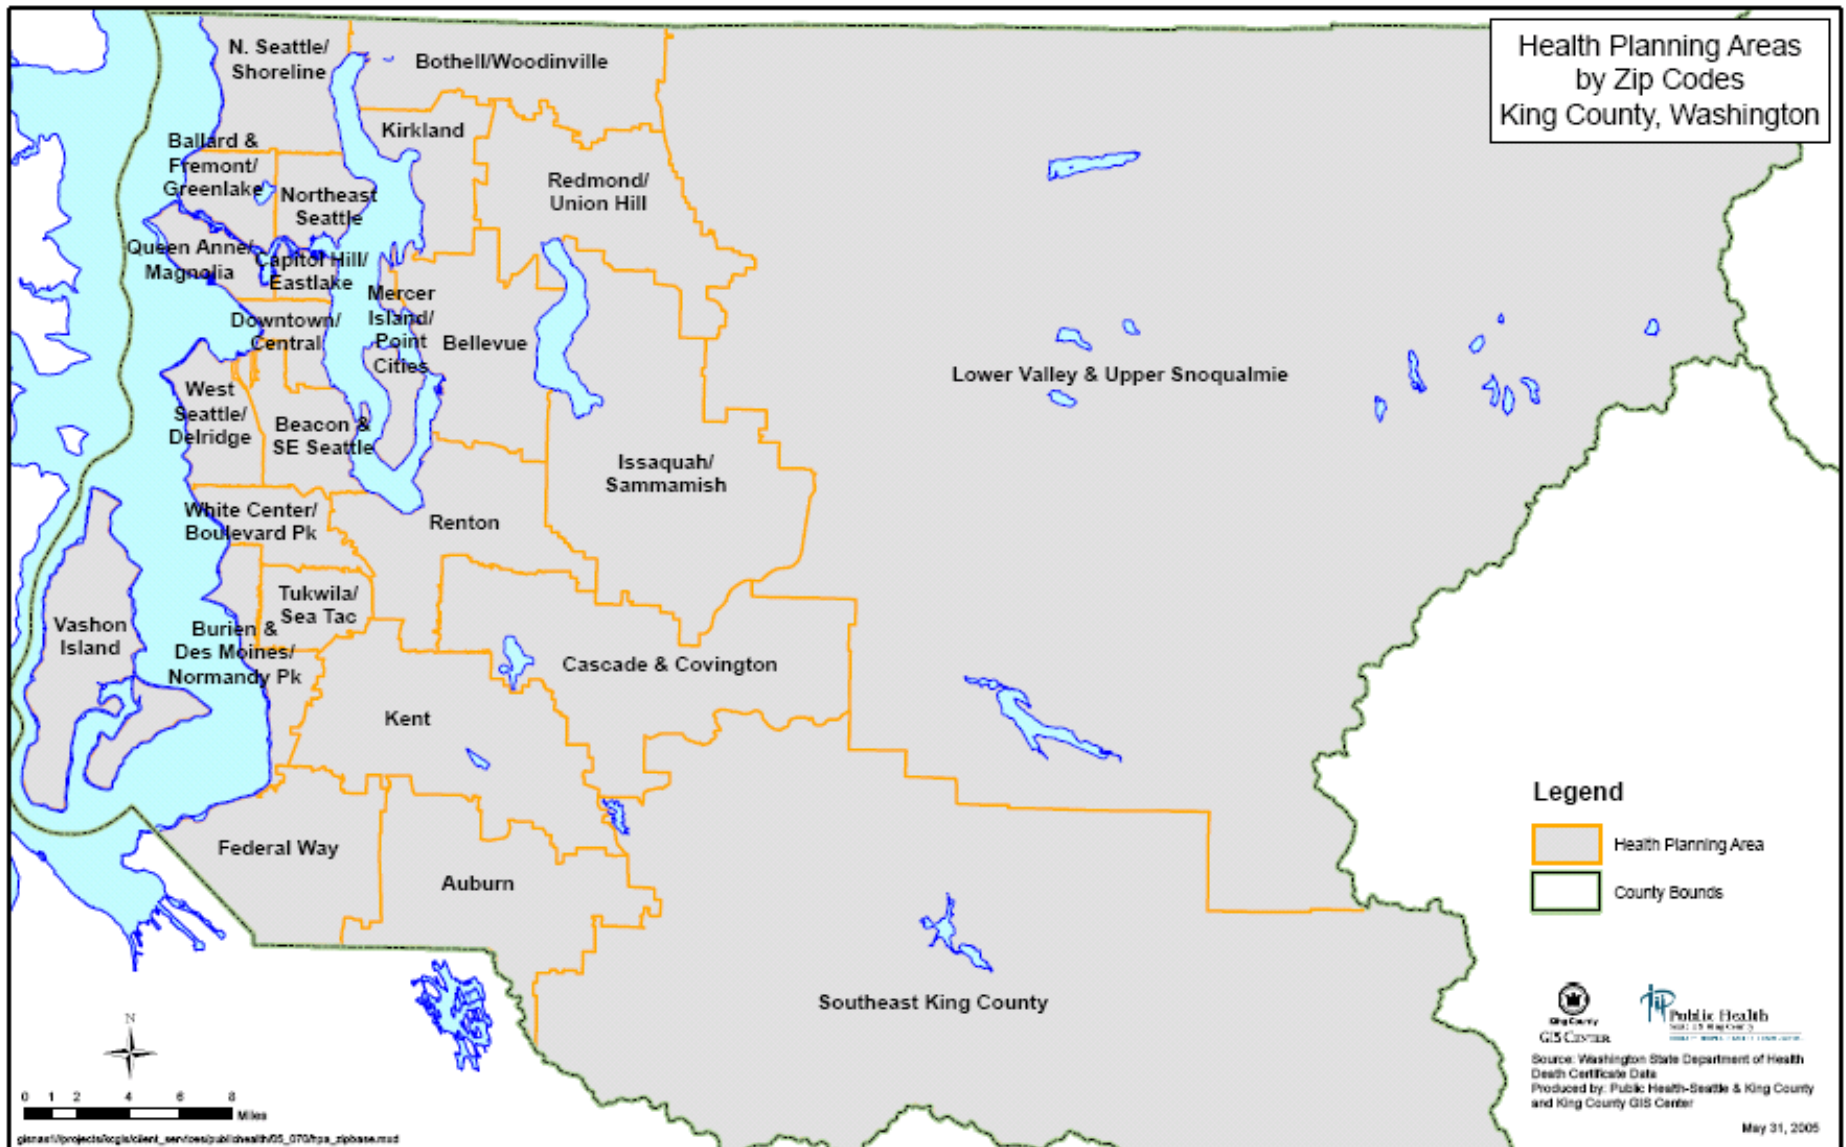 Health Planning Areas
by Zip Codes
King County, Washington
N. Seattle/
Shoreline
Bothell/Woodinville
Kirkland
Ballard &
Fremont/
Greenlake
Northeast
Seattle
Redmond/
Union Hill
Queen Anne/
Magnolia
Capitol Hill/
Eastlake
Mercer
Island/
Point
Cities
Downtown/
Central
Bellevue
Lower Valley & Upper Snoqualmie
West
Seattle/
Delridge
Beacon &
SE Seattle
Issaquah/
Sammamish
White Center/
Boulevard Pk
Renton
Tukwila/
Sea Tac
Vashon
Island
Burien &
Des Moines/
Normandy Pk
Cascade & Covington
Kent
Federal Way
Auburn
Southeast King County
Legend
Health Planning Area
County Bounds
N
0 1 2 4 6 8
Miles
King County
GIS CENTER
Public Health
Source: Washington State Department of Health
Death Certificate Data
Produced by: Public Health-Seattle & King County
and King County GIS Center
May 31, 2005